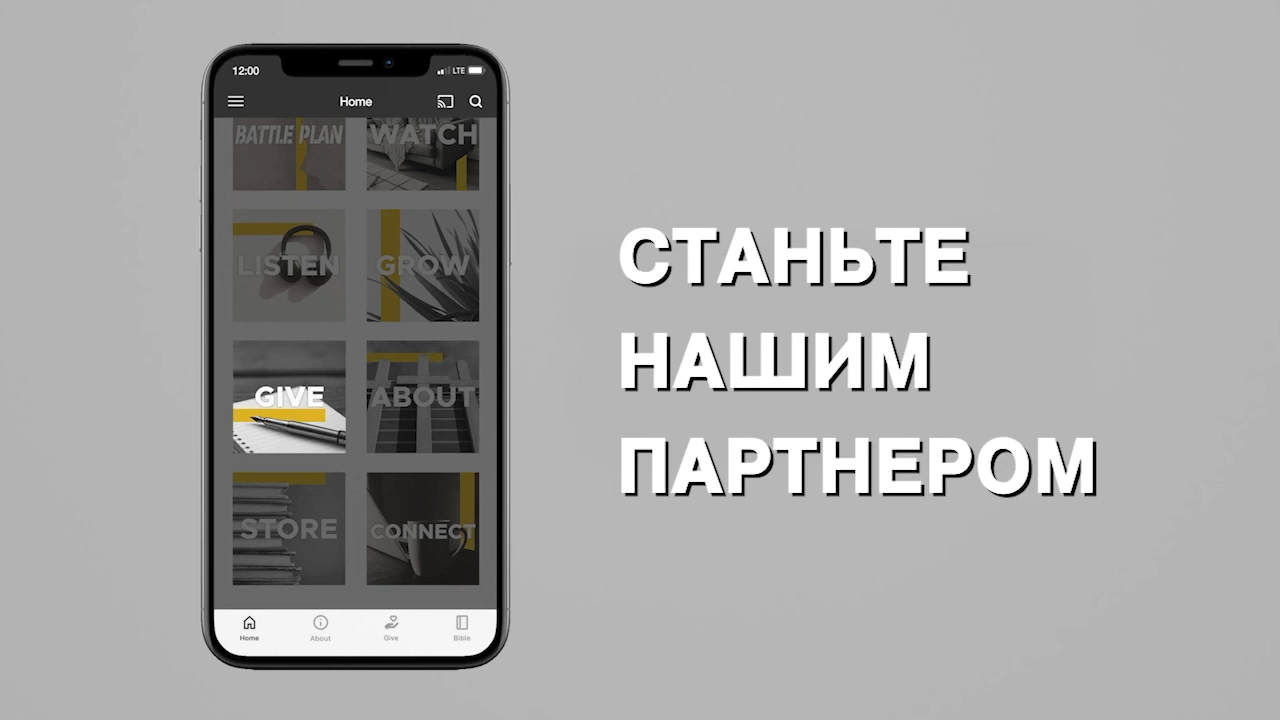 12:00
LTE
Home
BATTLE PLAN
WATCH
LISTEN
GROW
GIVE
ABOUT
STORE
CONNECT
Home
About
Give
Bible
СТАНЬТЕ
НАШИМ
ПАРТНЕРОМ